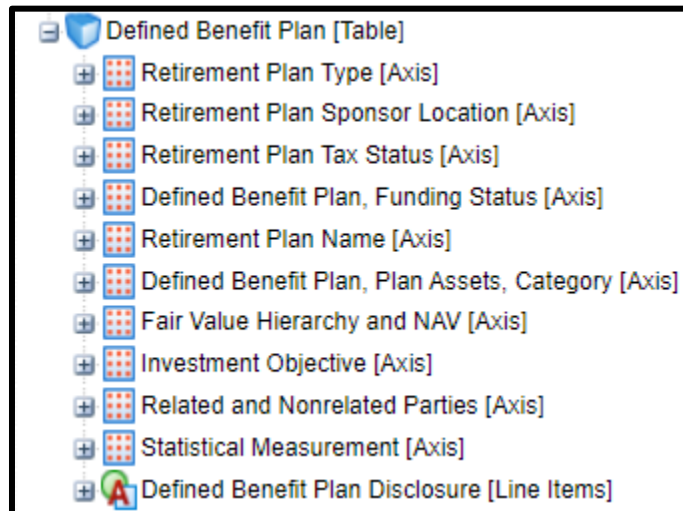 Defined Benefit Plan [Table]
Retirement Plan Type [Axis]
Retirement Plan Sponsor Location [Axis]
Retirement Plan Tax Status [Axis]
Defined Benefit Plan, Funding Status [Axis]
Retirement Plan Name [Axis]
Defined Benefit Plan, Plan Assets, Category [Axis]
Fair Value Hierarchy and NAV [Axis]
Investment Objective [Axis]
Related and Nonrelated Parties [Axis]
Statistical Measurement [Axis]
Defined Benefit Plan Disclosure [Line Items]